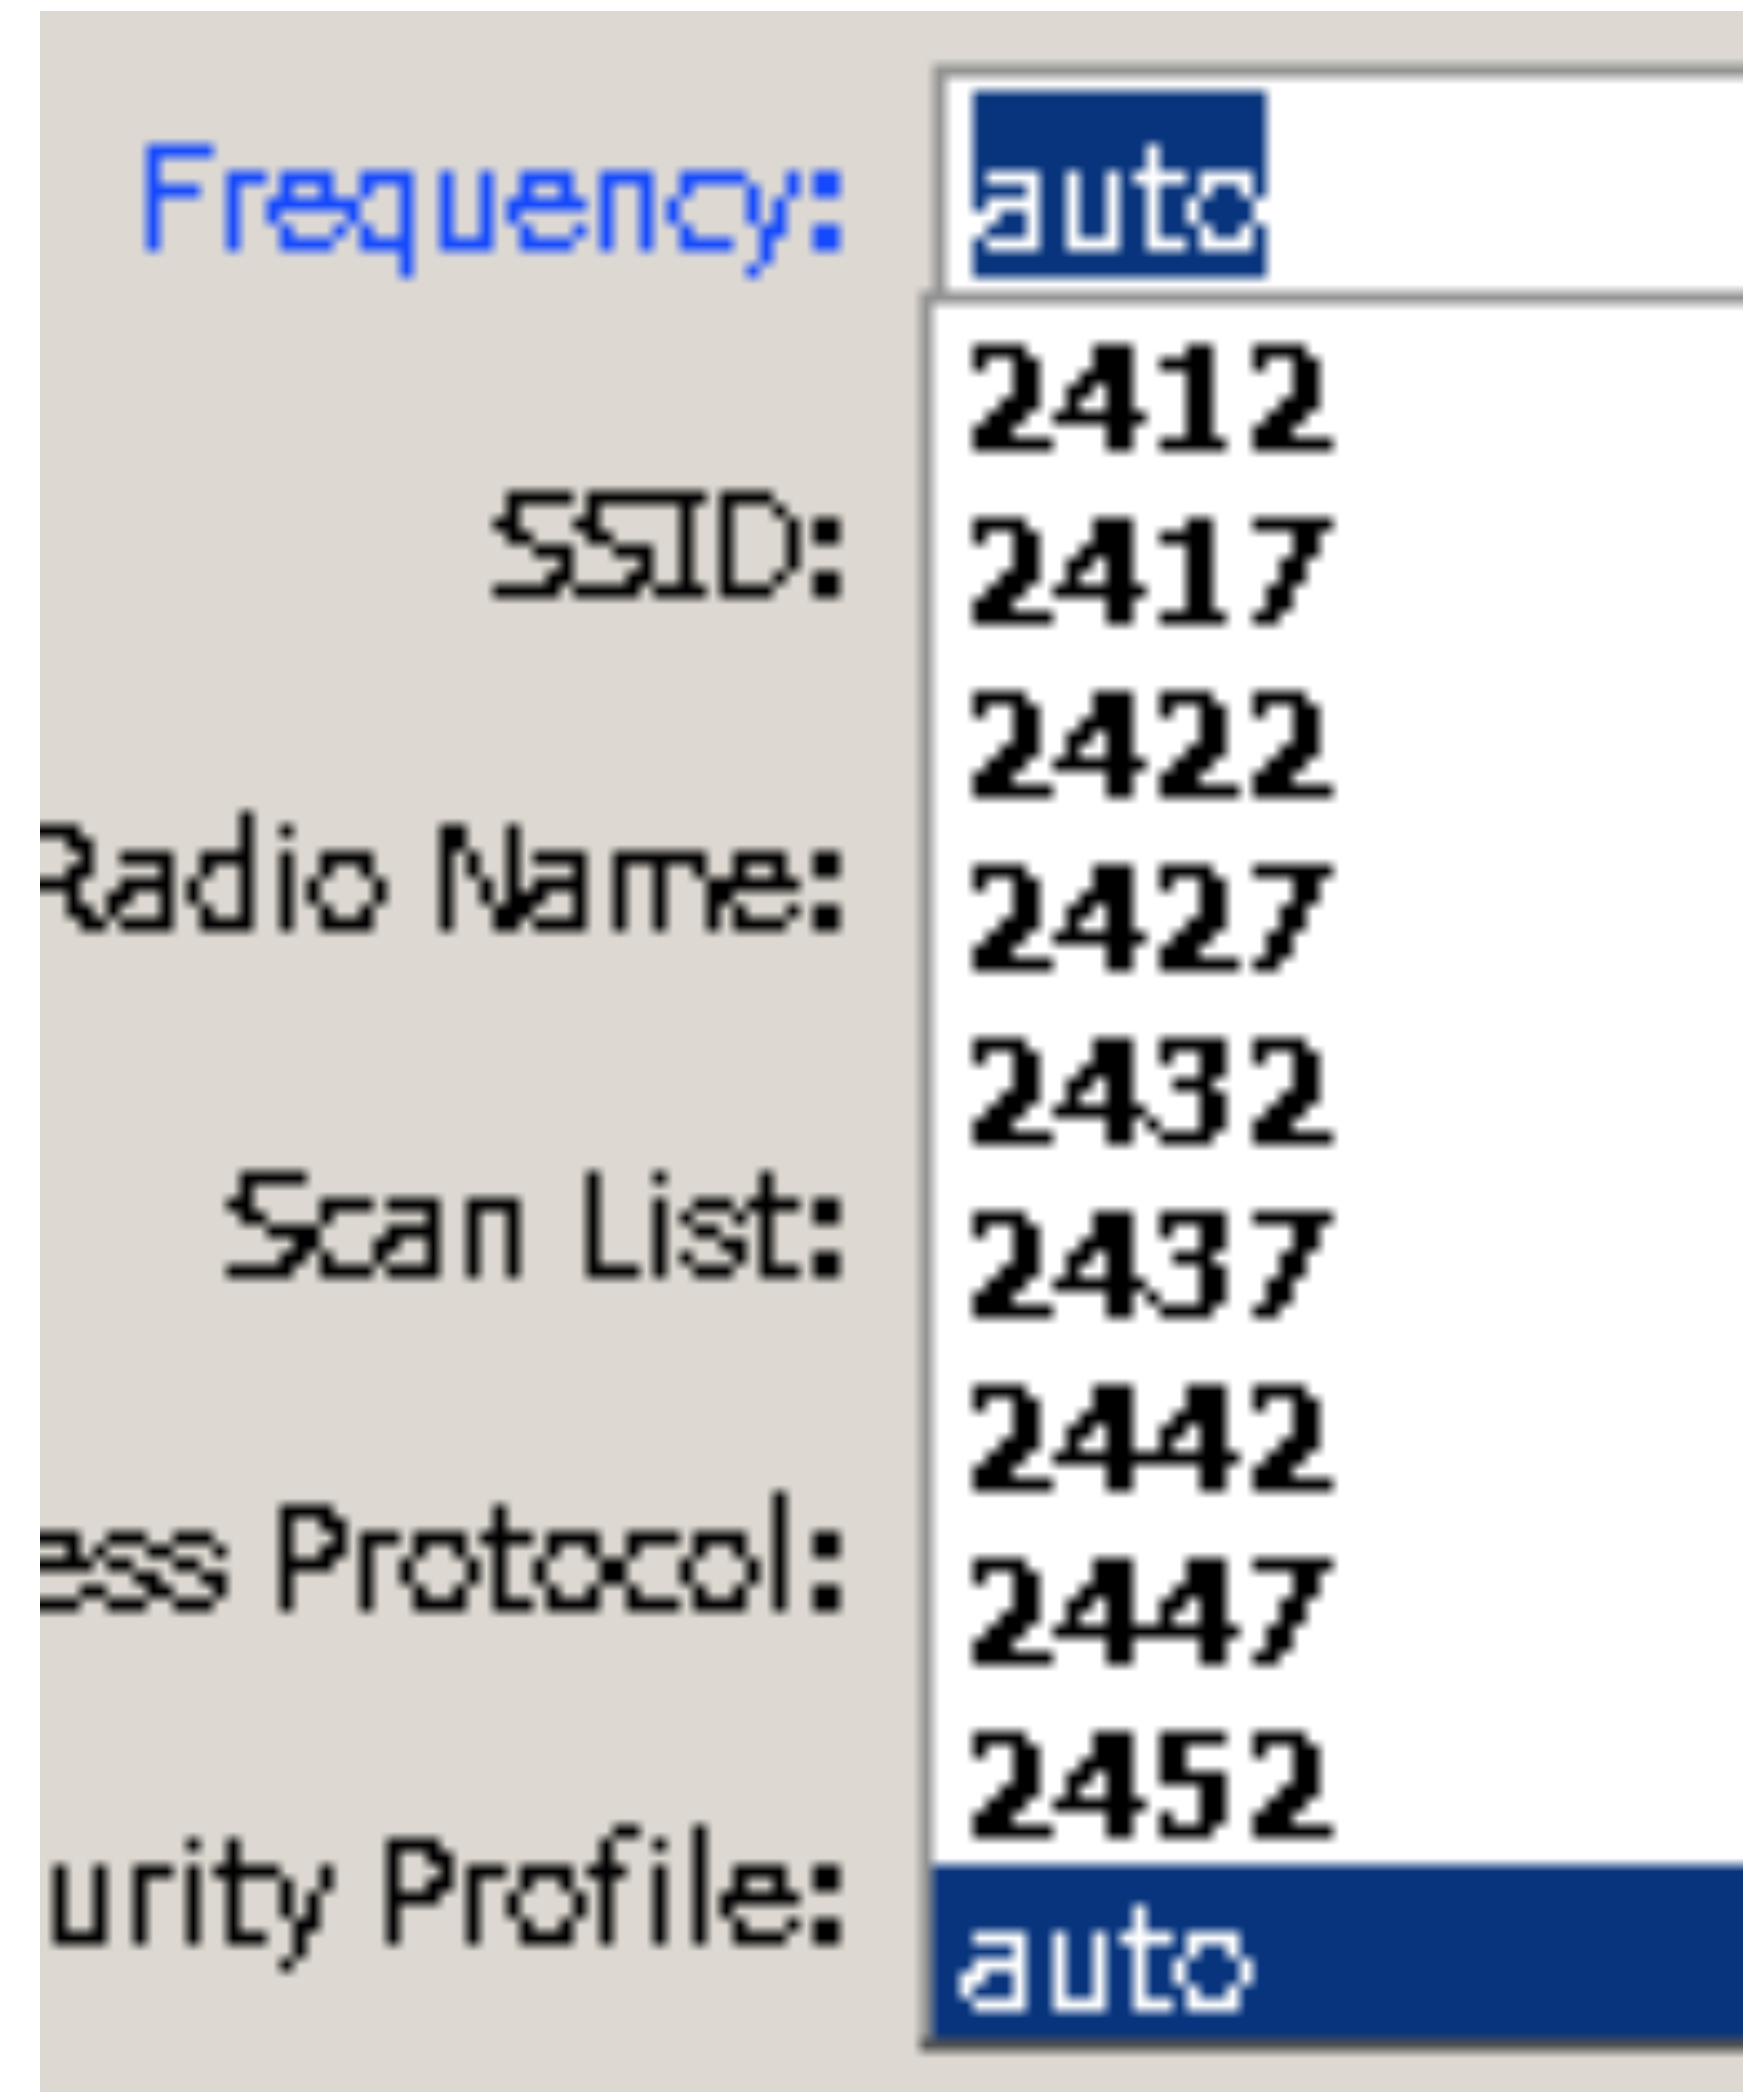 Frequency: auto
2412
SSID:
2417
2422
Radio Name: 2427
2432
Scan List: 2437
2442
ess Protocol: 2447
2452
urity Profile:
auto